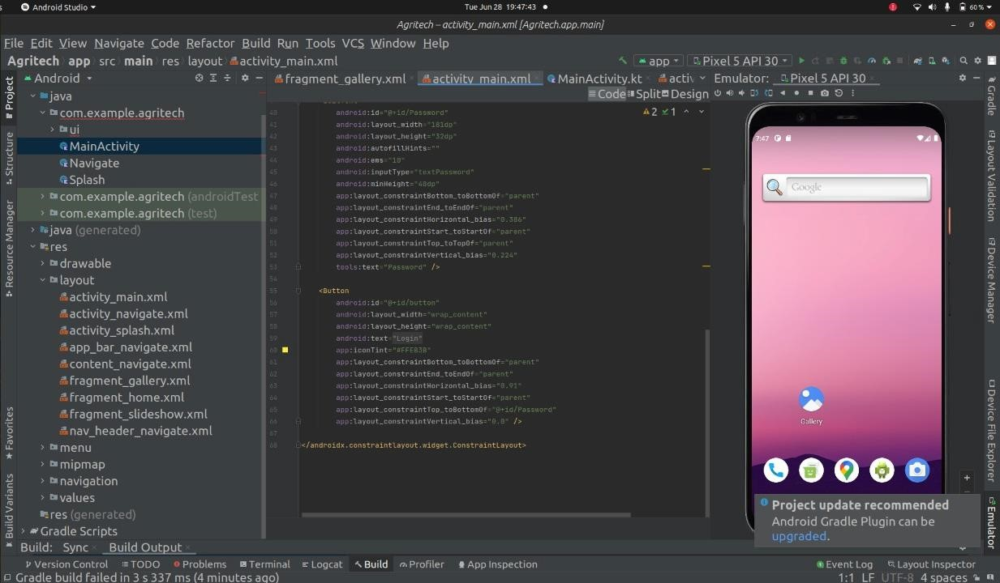 Android Studio
Tue Jun 28 19:47:43
60 %
Agritech – activity_main.xml [Agritech.app.main]
File Edit View Navigate Code Refactor Build Run Tools VCS Window Help
Agritech app src main res layout activity_main.xml
app
Pixel 5 API 30
Project
Android
fragment_gallery.xml
activity_main.xml
MainActivity.kt
activ
Emulator:
Pixel 5 API 30
Code Split Design
java
com.example.agritech
ui
MainActivity
Navigate
Splash
com.example.agritech (androidTest
com.example.agritech (test)
java (generated)
res
drawable
layout
activity_main.xml
activity_navigate.xml
activity_splash.xml
app_bar_navigate.xml
content_navigate.xml
fragment_gallery.xml
fragment_home.xml
fragment_slideshow.xml
nav_header_navigate.xml
menu
mipmap
navigation
values
res (generated)
Gradle Scripts
Structure
Resource Manager
Favorites
Build Variants
2 1
40 android:id="@+id/Password"
41 android:layout_width="181dp"
42 android:layout_height="32dp"
43 android:autofillHints=""
44 android:ems="10"
45 android:inputType="textPassword"
46 android:minHeight="48dp"
47 app:layout_constraintBottom_toBottomOf="parent"
48 app:layout_constraintEnd_toEndOf="parent"
49 app:layout_constraintHorizontal_bias="0.386"
50 app:layout_constraintStart_toStartOf="parent"
51 app:layout_constraintTop_toTopOf="parent"
52 app:layout_constraintVertical_bias="0.224"
53 tools:text="Password" />
54
55 <Button
56 android:id="@+id/button"
57 android:layout_width="wrap_content"
58 android:layout_height="wrap_content"
59 android:text="Login"
60 app:iconTint="#FFEB3B"
61 app:layout_constraintBottom_toBottomOf="parent"
62 app:layout_constraintEnd_toEndOf="parent"
63 app:layout_constraintHorizontal_bias="0.91"
64 app:layout_constraintStart_toStartOf="parent"
65 app:layout_constraintTop_toBottomOf="@+id/Password"
66 app:layout_constraintVertical_bias="0.0" />
67
68 </androidx.constraintlayout.widget.ConstraintLayout>
7:47
Google
Gallery
Gradle
Layout Validation
Device Manager
Device File Explorer
Emulator
Project update recommended
Android Gradle Plugin can be
upgraded.
Build: Sync Build Output
Version Control TODO Problems Terminal Logcat Build Profiler App Inspection
Event Log Layout Inspector
Gradle build failed in 3 s 337 ms (4 minutes ago)
1:1 LF UTF-8 4 spaces